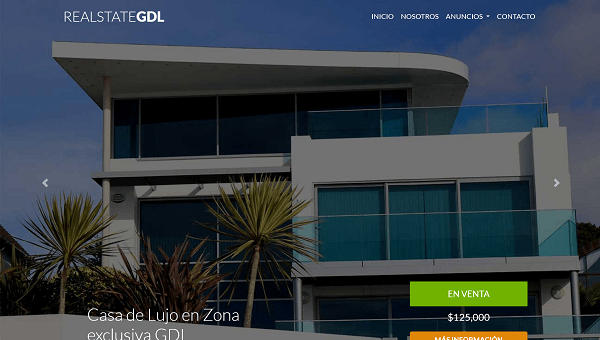 REALSTATEGDL
INICIO NOSOTROS ANUNCIOS CONTACTO
EN VENTA
Casa de Lujo en Zona
exclusiva GDL
$125,000
MÁS INFORMACIÓN